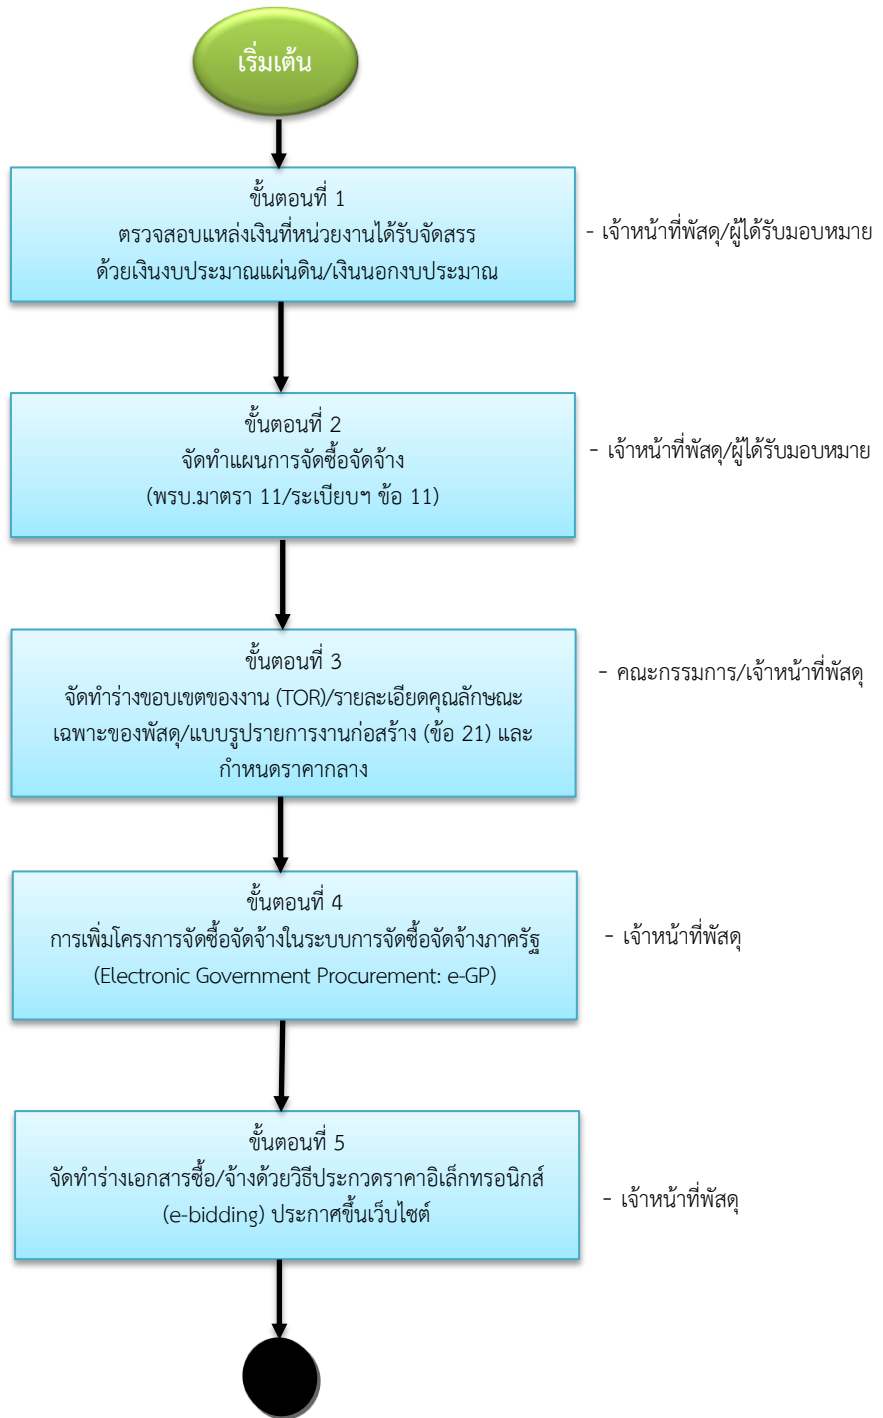 เริ่มเต้น
ขั้นตอนที่ 1
ตรวจสอบแหล่งเงินที่หน่วยงานได้รับจัดสรร
ด้วยเงินงบประมาณแผ่นดิน/เงินนอกงบประมาณ
- เจ้าหน้าที่พัสดุ/ผู้ได้รับมอบหมาย
ขั้นตอนที่ 2
จัดทำแผนการจัดซื้อจัดจ้าง
(พรบ.มาตรา 11/ระเบียบฯ ข้อ 11)
- เจ้าหน้าที่พัสดุ/ผู้ได้รับมอบหมาย
ขั้นตอนที่ 3
จัดทำร่างขอบเขตของงาน (TOR)/รายละเอียดคุณลักษณะ
เฉพาะของพัสดุ/แบบรูปรายการงานก่อสร้าง (ข้อ 21) และ
กำหนดราคากลาง
- คณะกรรมการ/เจ้าหน้าที่พัสดุ
ขั้นตอนที่ 4
การเพิ่มโครงการจัดซื้อจัดจ้างในระบบการจัดซื้อจัดจ้างภาครัฐ
(Electronic Government Procurement: e-GP)
- เจ้าหน้าที่พัสดุ
ขั้นตอนที่ 5
จัดทำร่างเอกสารซื้อ/จ้างด้วยวิธีประกวดราคาอิเล็กทรอนิกส์
(e-bidding) ประกาศขึ้นเว็บไซต์
- เจ้าหน้าที่พัสดุ